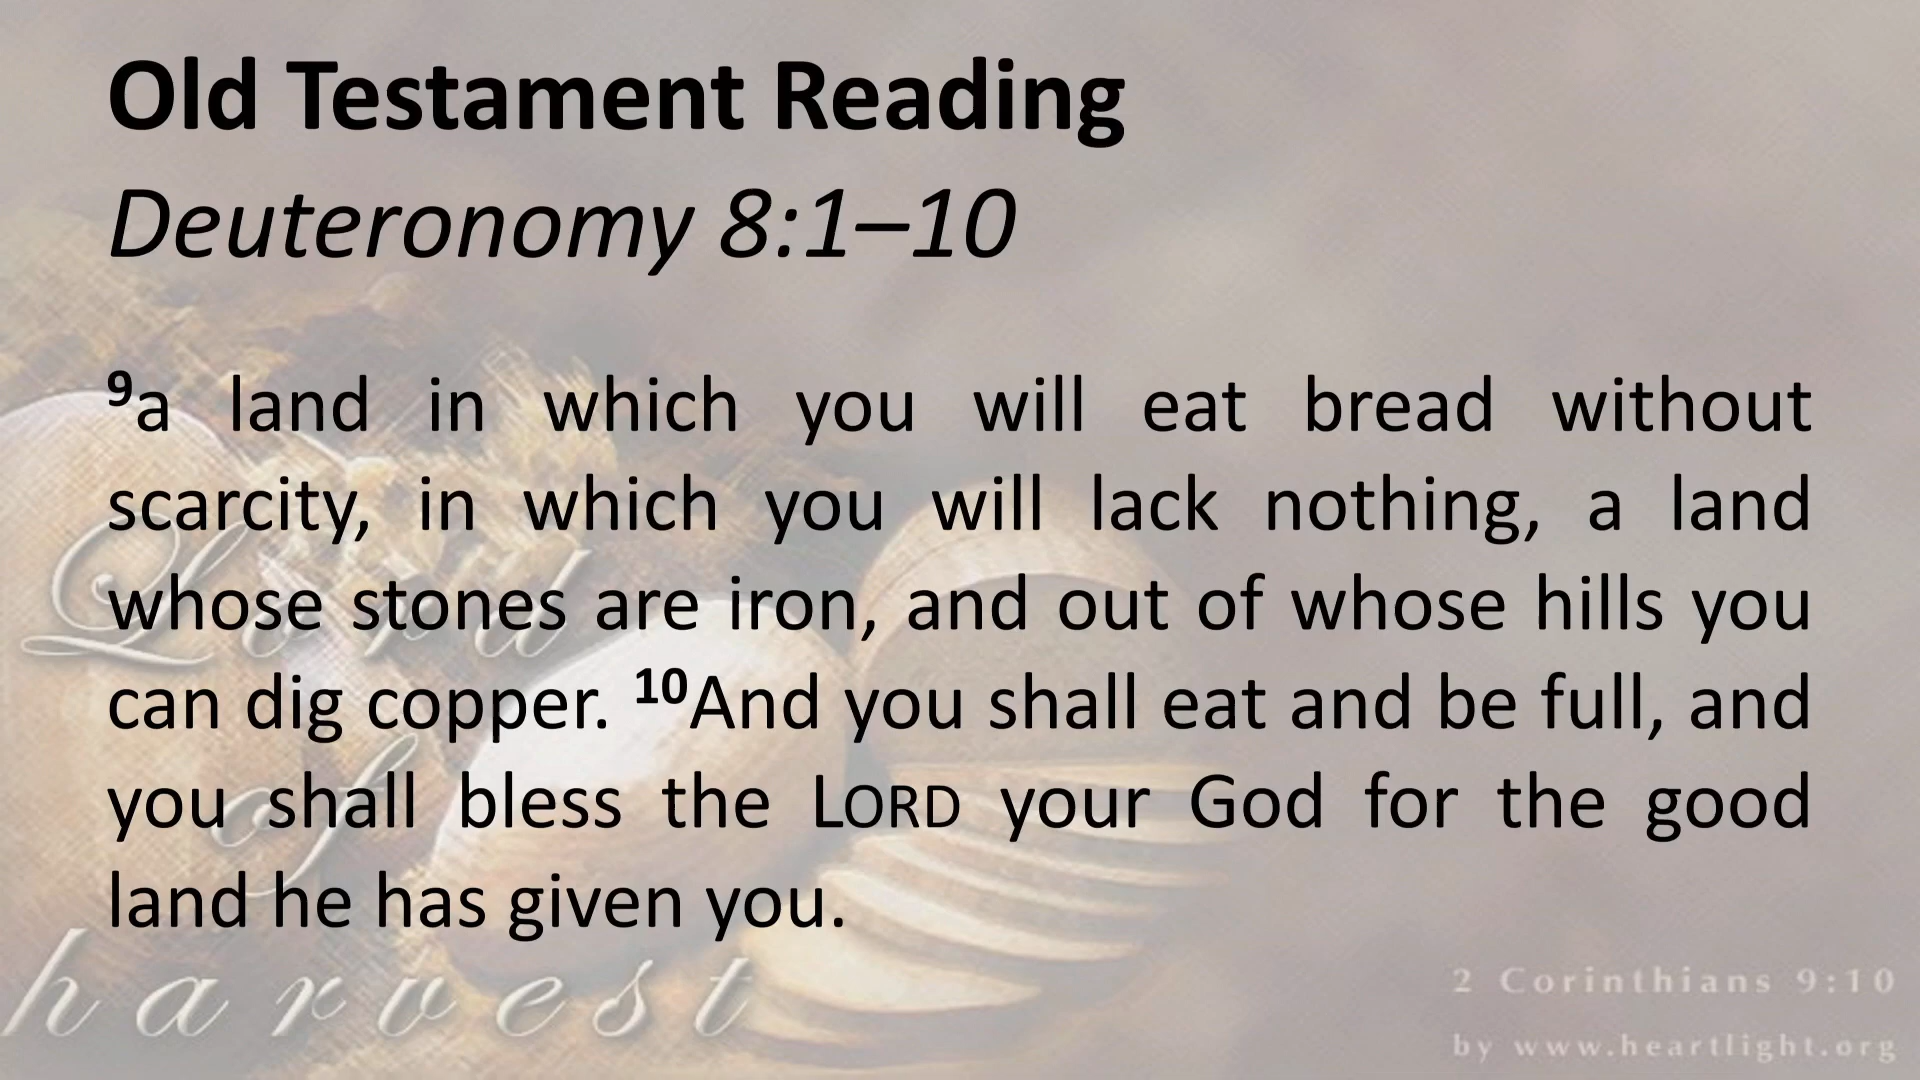 Old Testament Reading
Deuteronomy 8:1–10
9a land in which you will eat bread without
scarcity, in which you will lack nothing, a land
whose stones are iron, and out of whose hills you
can dig copper. 10And you shall eat and be full, and
you shall bless the LORD your God for the good
land he has given you.
Lord
of
harvest
2 Corinthians 9:10
by www.heartlight.org